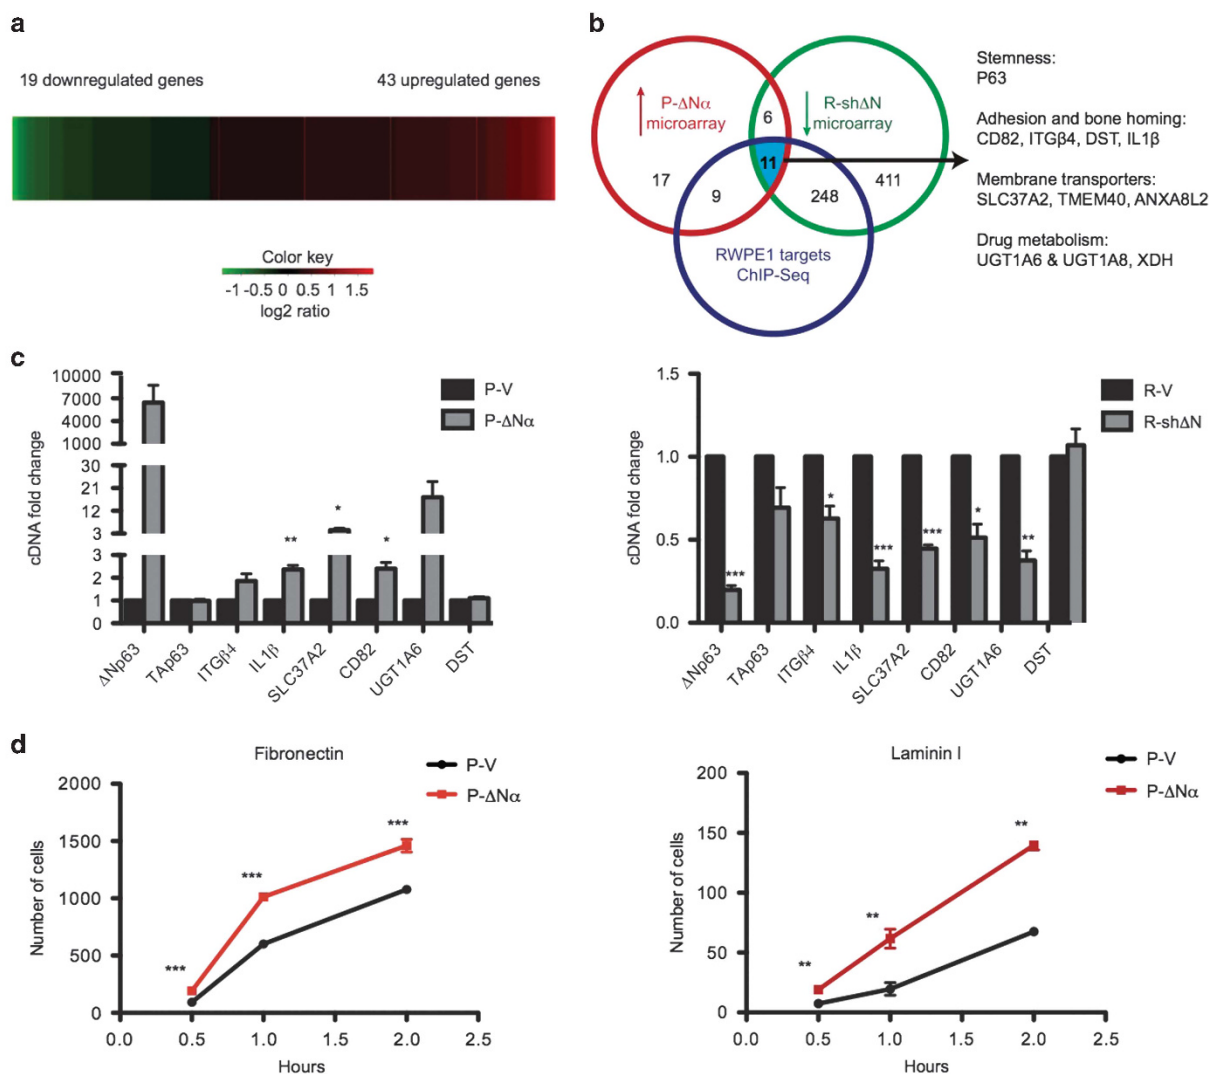 a
19 downregulated genes
43 upregulated genes
Color key
-1 -0.5 0 0.5 1 1.5
log2 ratio
b
P-ΔNα
microarray
R-shΔN
microarray
6
11
17
9
248
411
RWPE1 targets
ChIP-Seq
Stemness:
P63
Adhesion and bone homing:
CD82, ITGβ4, DST, IL1β
Membrane transporters:
SLC37A2, TMEM40, ANXA8L2
Drug metabolism:
UGT1A6 & UGT1A8, XDH
c
cDNA fold change
10000
7000
4000
1000
30
21
12
3
3
2
1
0
P-V
P-ΔNα
**
*
*
ΔNp63
TAp63
ITGβ4
IL1β
SLC37A2
CD82
UGT1A6
DST
cDNA fold change
1.5
1.0
0.5
0.0
R-V
R-shΔN
***
*
***
***
*
**
ΔNp63
TAp63
ITGβ4
IL1β
SLC37A2
CD82
UGT1A6
DST
d
Fibronectin
P-V
P-ΔNα
Number of cells
2000
1500
1000
500
0
***
***
***
0.0 0.5 1.0 1.5 2.0 2.5
Hours
Laminin I
P-V
P-ΔNα
Number of cells
200
150
100
50
0
**
**
**
0.0 0.5 1.0 1.5 2.0 2.5
Hours